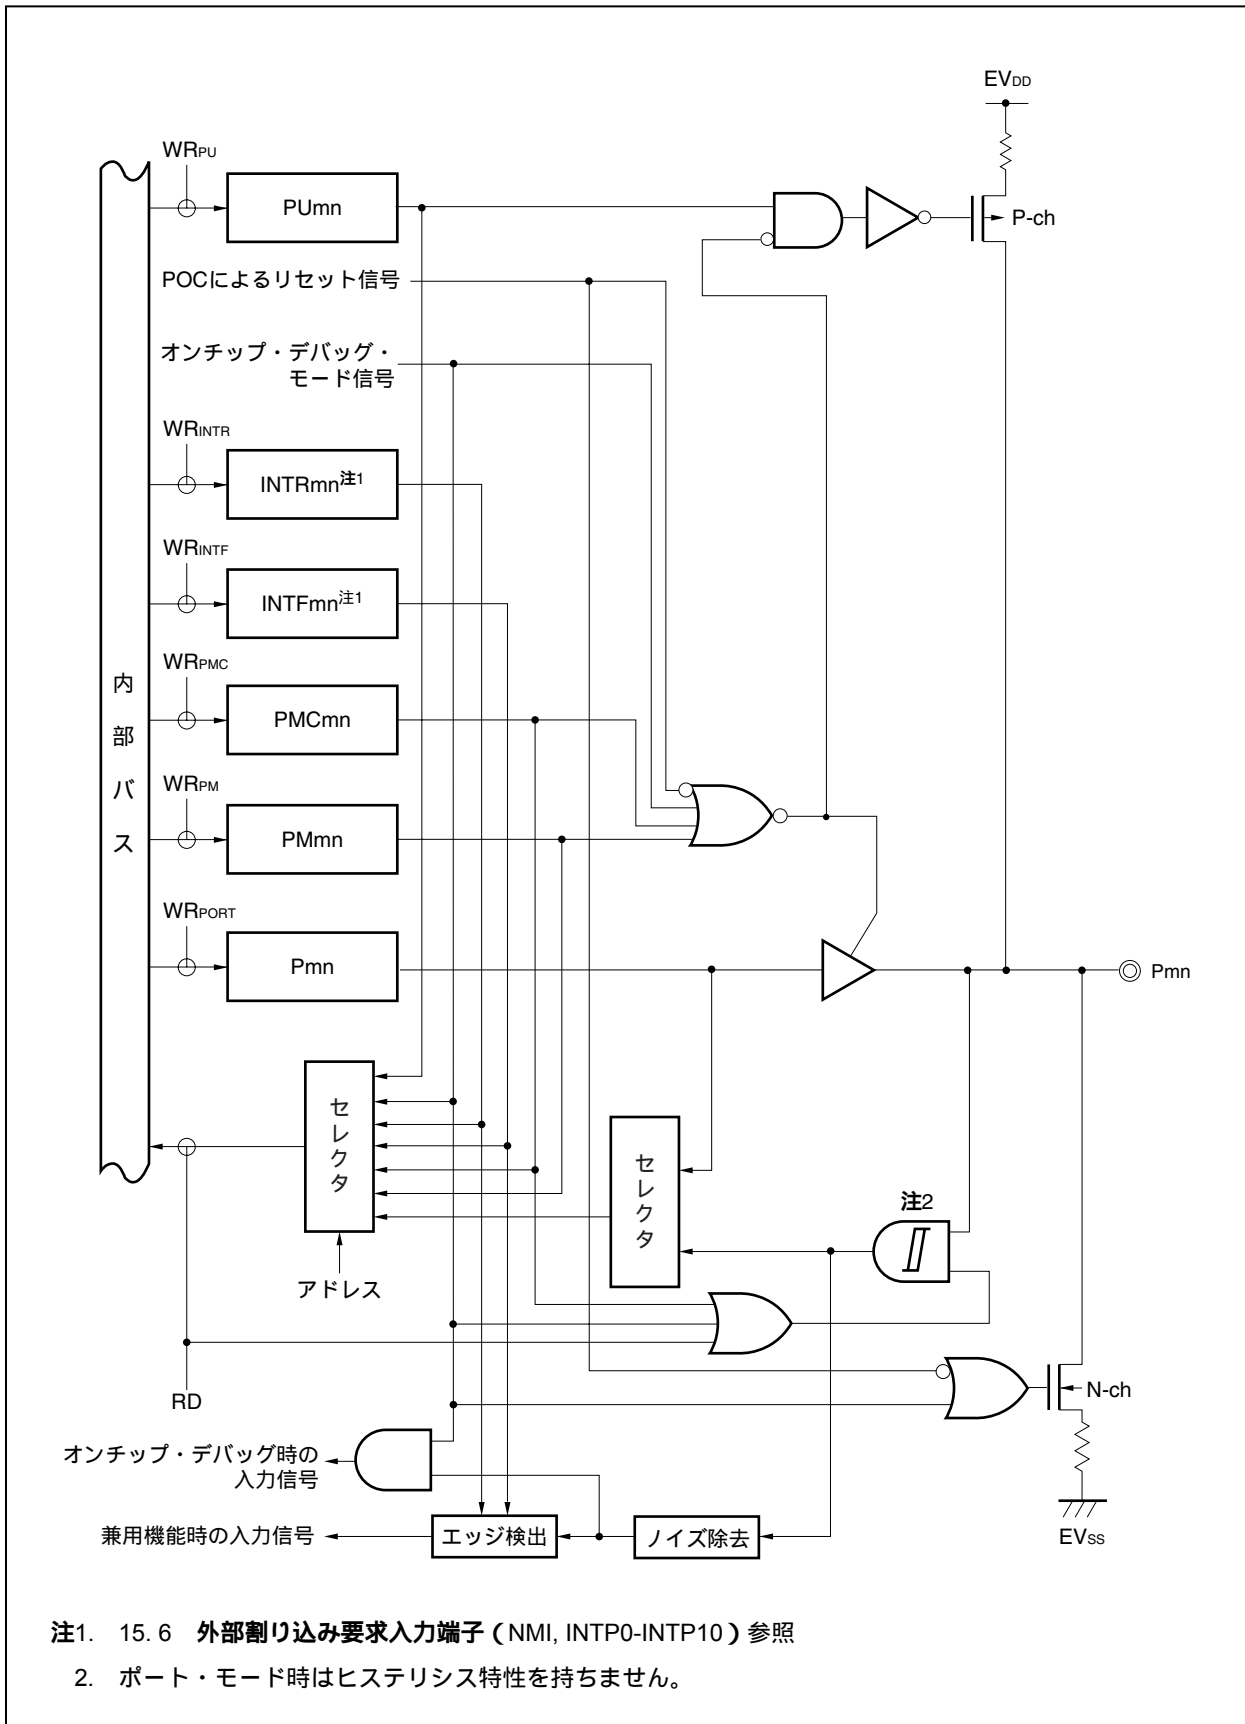 EVDD
WRPU
PUmn
P-ch
POCによるリセット信号
オンチップ・デバッグ・
モード信号
WRINTR
INTRmn注1
WRINTF
INTFmn注1
WRPMC
PMCmn
内部バス
WRPM
PMmn
WRPORT
Pmn
Pmn
セレクタ
セレクタ
注2
アドレス
RD
N-ch
オンチップ・デバッグ時の
入力信号
兼用機能時の入力信号
エッジ検出
ノイズ除去
EVSS
注1. 15. 6 外部割り込み要求入力端子(NMI, INTP0-INTP10)参照
2. ポート・モード時はヒステリシス特性を持ちません。